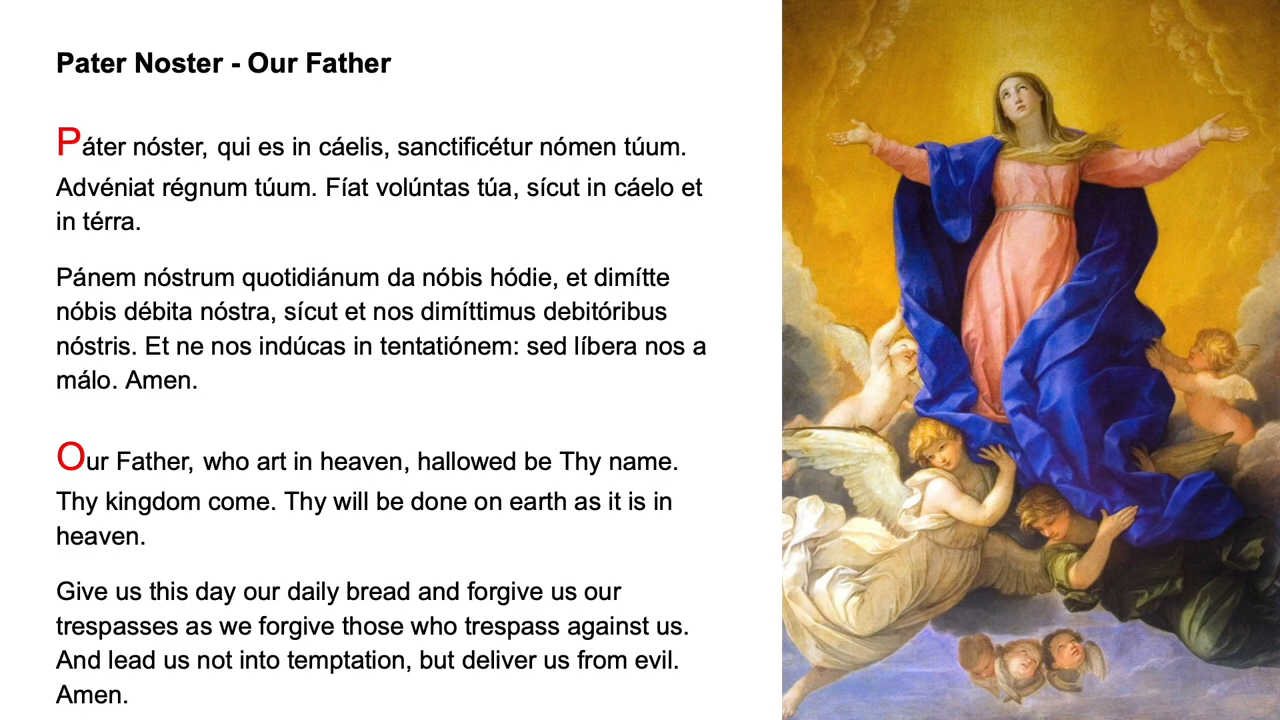 Pater Noster - Our Father
Páter nóster, qui es in cáelis, sanctificétur nómen túum.
Advéniat régnum túum. Fíat volúntas túa, sícut in cáelo et
in térra.
Pánem nóstrum quotidiánum da nóbis hódie, et dimítte
nóbis débita nóstra, sícut et nos dimíttimus debitóribus
nóstris. Et ne nos indúcas in tentatiónem: sed líbera nos a
málo. Amen.
Our Father, who art in heaven, hallowed be Thy name.
Thy kingdom come. Thy will be done on earth as it is in
heaven.
Give us this day our daily bread and forgive us our
trespasses as we forgive those who trespass against us.
And lead us not into temptation, but deliver us from evil.
Amen.